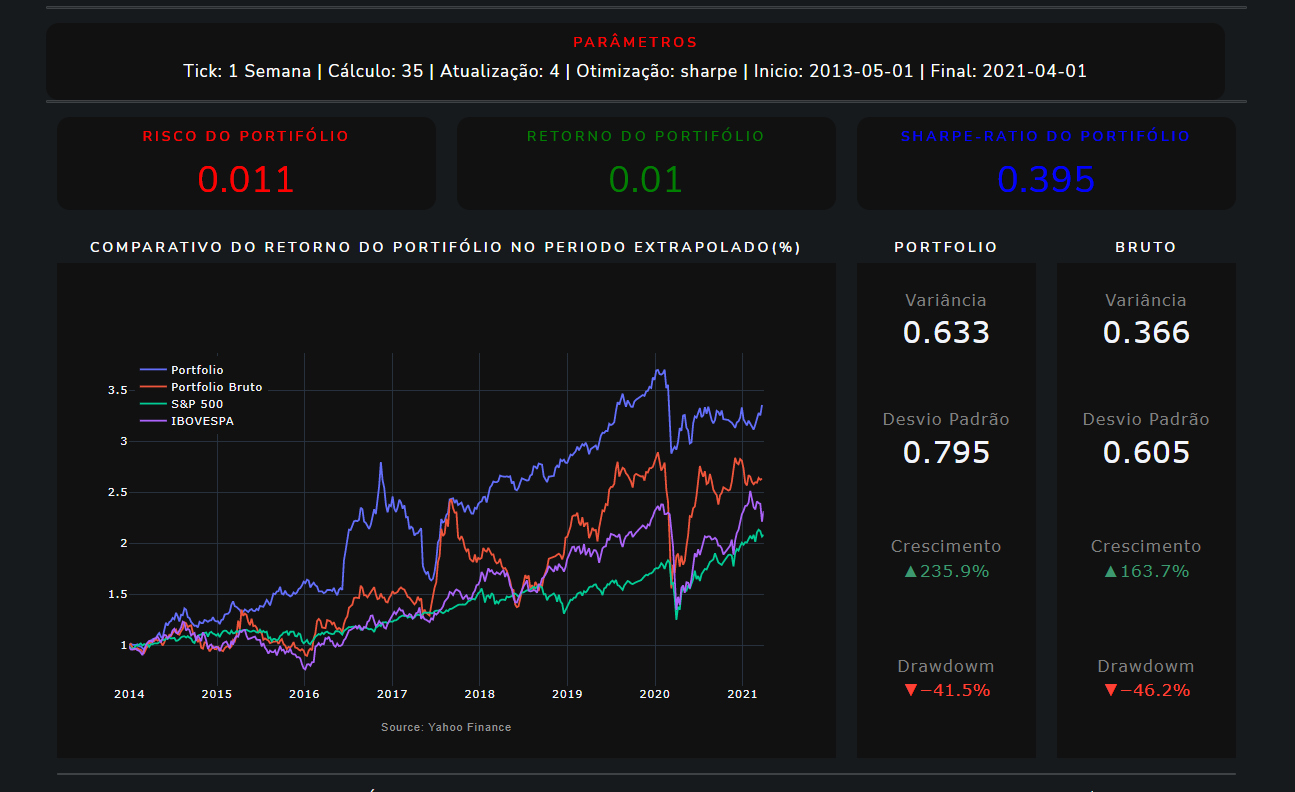 PARÂMETROS
Tick: 1 Semana | Cálculo: 35 | Atualização: 4 | Otimização: sharpe | Inicio: 2013-05-01 | Final: 2021-04-01
RISCO DO PORTIFÓLIO
0.011
RETORNO DO PORTIFÓLIO
0.01
SHARPE-RATIO DO PORTIFÓLIO
0.395
COMPARATIVO DO RETORNO DO PORTIFÓLIO NO PERIODO EXTRAPOLADO(%)
Portfolio
Portfolio Bruto
S&P 500
IBOVESPA
3.5
3
2.5
2
1.5
1
2014 2015 2016 2017 2018 2019 2020 2021
Source: Yahoo Finance
PORTFOLIO
Variância
0.633
Desvio Padrão
0.795
Crescimento
▲235.9%
Drawdowm
▼−41.5%
BRUTO
Variância
0.366
Desvio Padrão
0.605
Crescimento
▲163.7%
Drawdowm
▼−46.2%